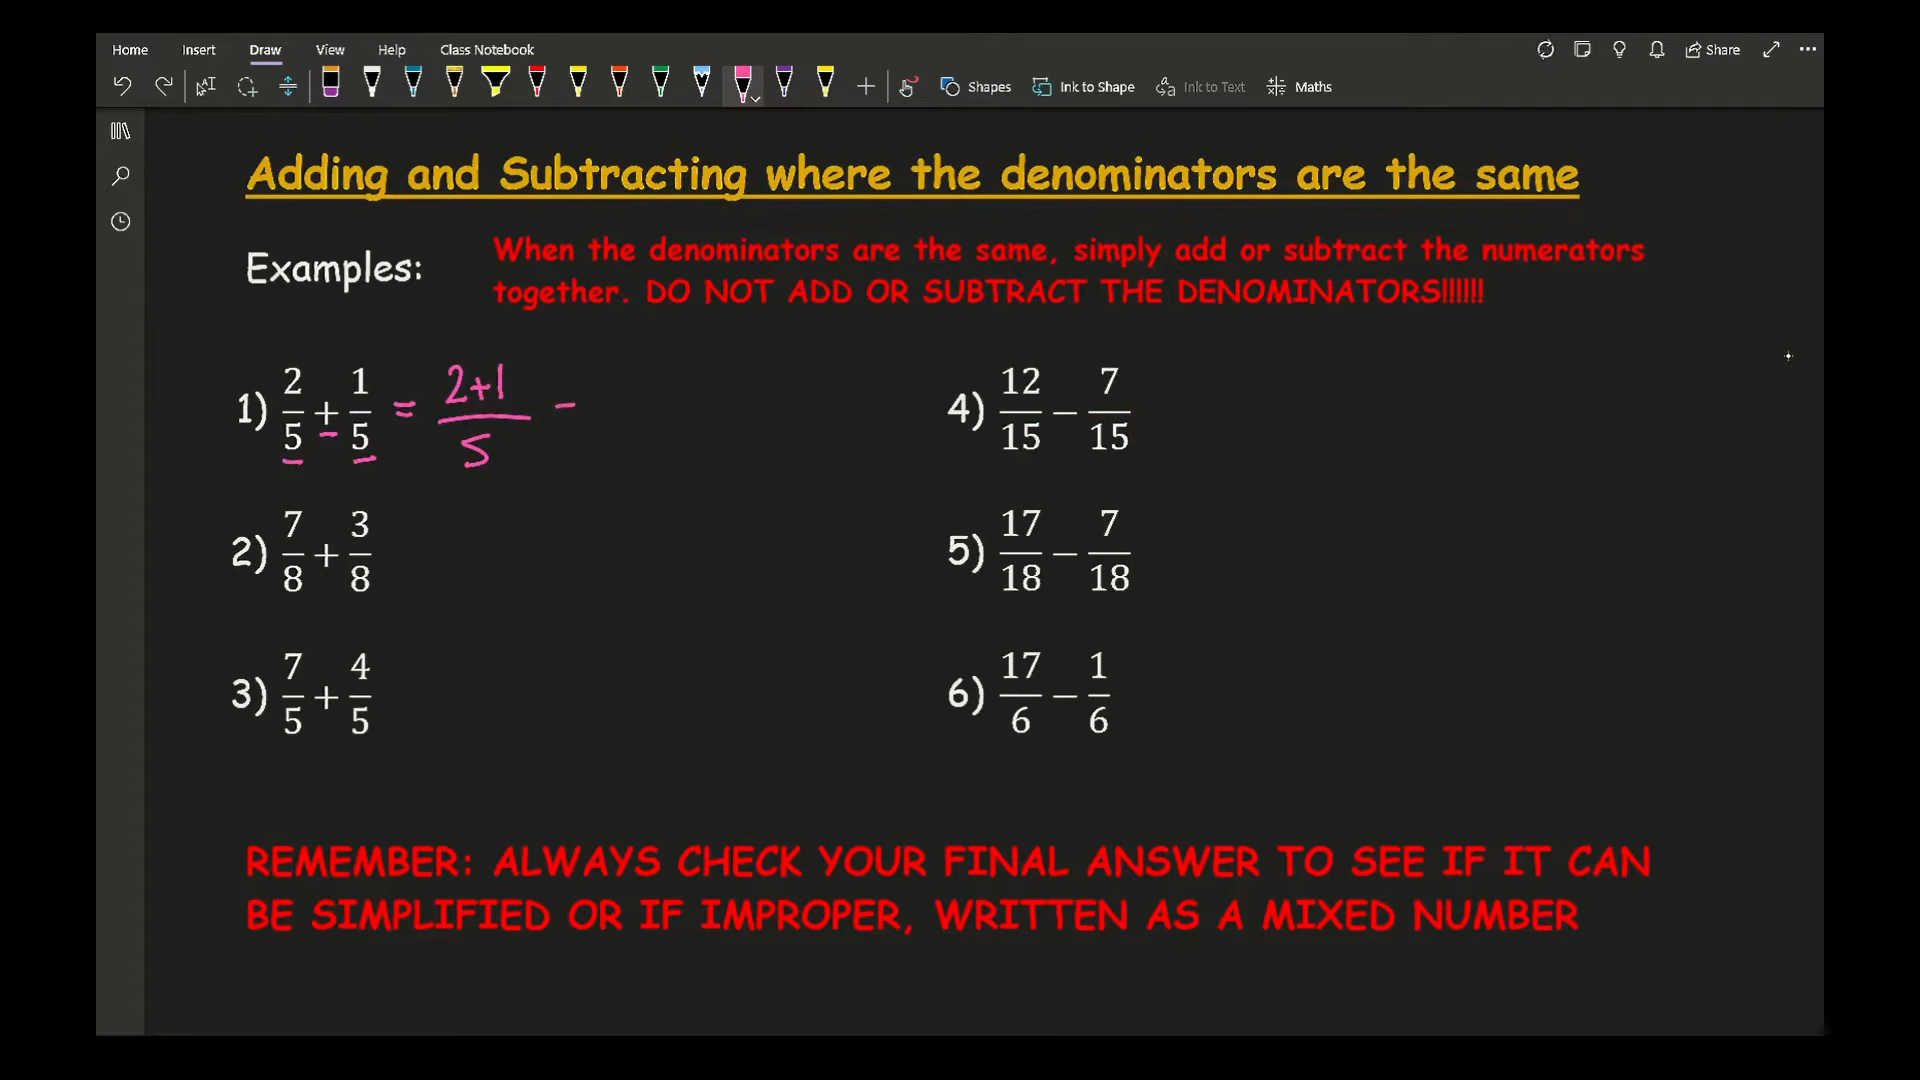 Home Insert Draw View Help Class Notebook Share
Shapes Ink to Shape Ink to Text Maths
Adding and Subtracting where the denominators are the same
Examples:
When the denominators are the same, simply add or subtract the numerators
together. DO NOT ADD OR SUBTRACT THE DENOMINATORS!!!!!!
1) 2/5 + 1/5 = 2+1/5 -
2) 7/8 + 3/8
3) 7/5 + 4/5
4) 12/15 − 7/15
5) 17/18 − 7/18
6) 17/6 − 1/6
REMEMBER: ALWAYS CHECK YOUR FINAL ANSWER TO SEE IF IT CAN
BE SIMPLIFIED OR IF IMPROPER, WRITTEN AS A MIXED NUMBER